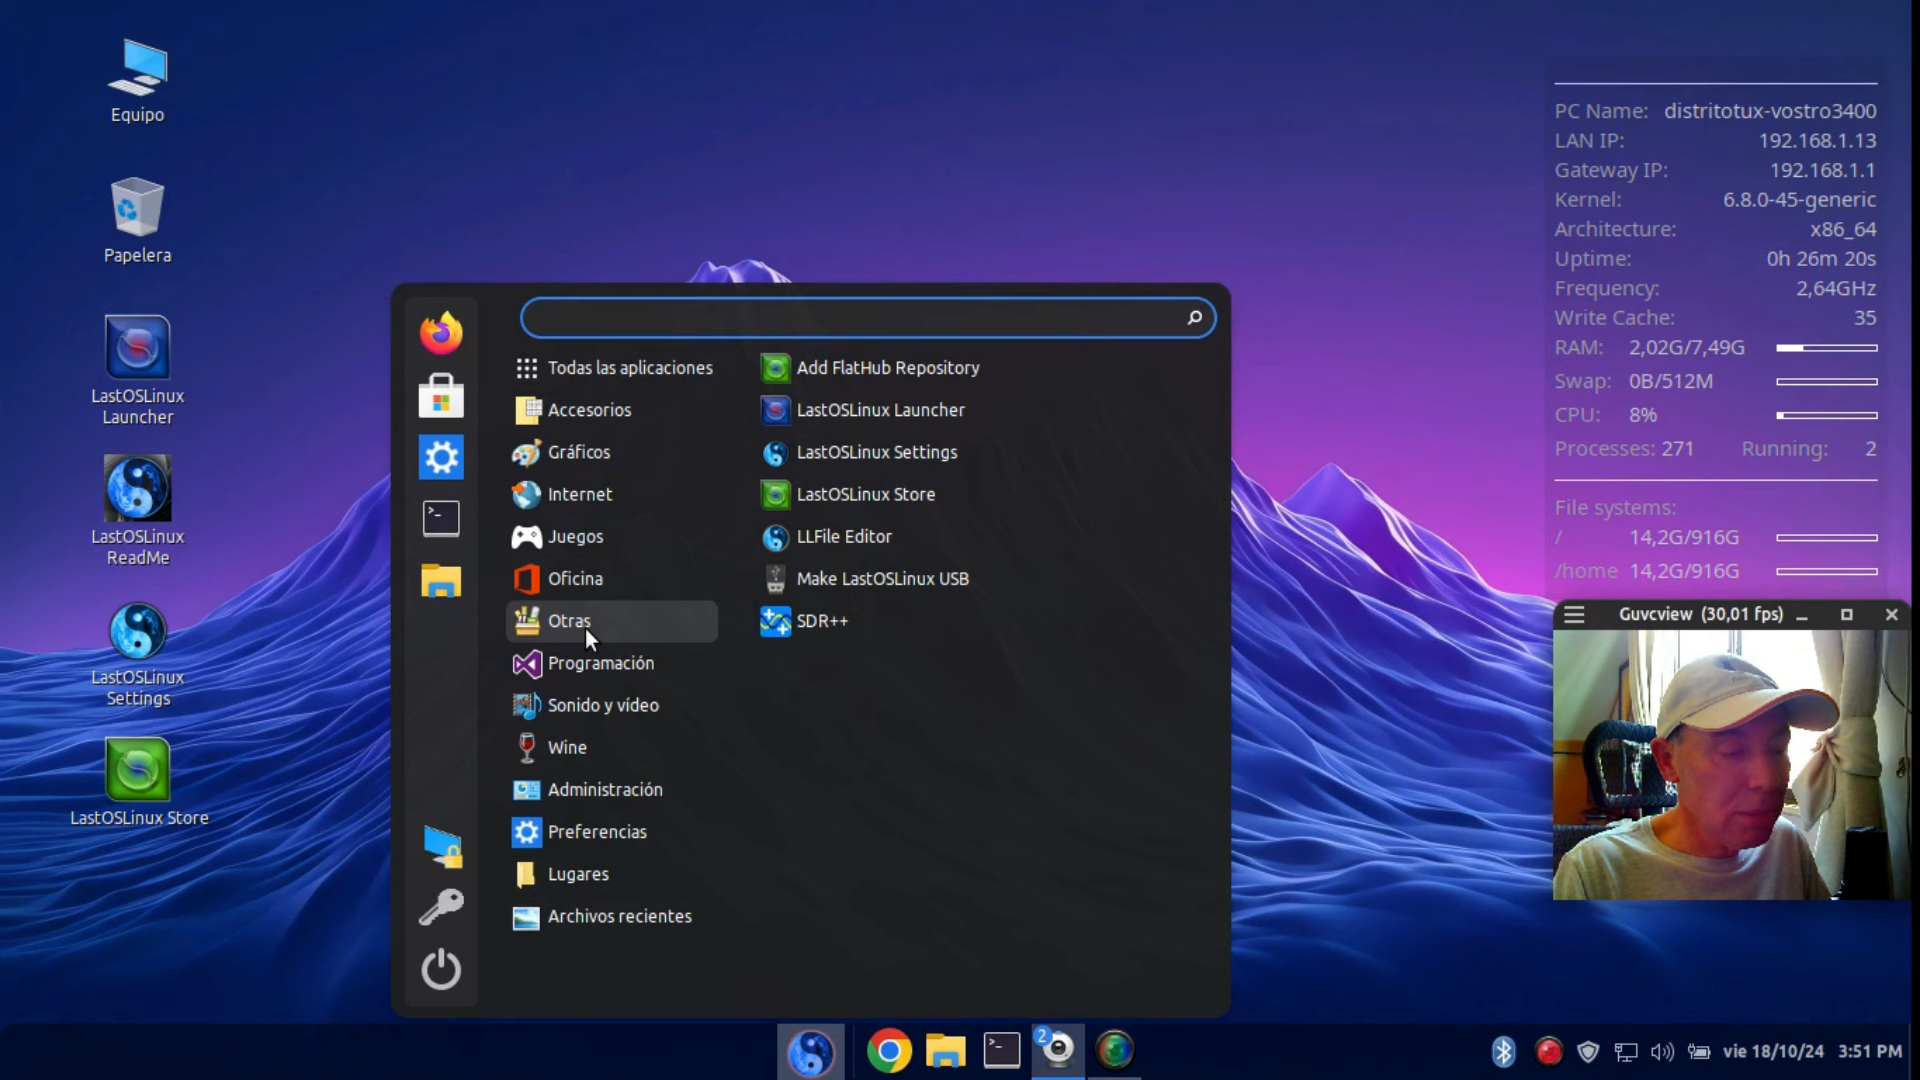 Equipo
Papelera
LastOSLinux
Launcher
LastOSLinux
ReadMe
LastOSLinux
Settings
LastOSLinux Store
Todas las aplicaciones
Accesorios
Gráficos
Internet
Juegos
Oficina
Otras
Programación
Sonido y vídeo
Wine
Administración
Preferencias
Lugares
Archivos recientes
Add FlatHub Repository
LastOSLinux Launcher
LastOSLinux Settings
LastOSLinux Store
LLFile Editor
Make LastOSLinux USB
SDR++
PC Name: distritotux-vostro3400
LAN IP: 192.168.1.13
Gateway IP: 192.168.1.1
Kernel: 6.8.0-45-generic
Architecture: x86_64
Uptime: 0h 26m 20s
Frequency: 2,64GHz
Write Cache: 35
RAM: 2,02G/7,49G
Swap: 0B/512M
CPU: 8%
Processes: 271 Running: 2
File systems:
/ 14,2G/916G
/home 14,2G/916G
Guvcview (30,01 fps)
2
vie 18/10/24 3:51 PM